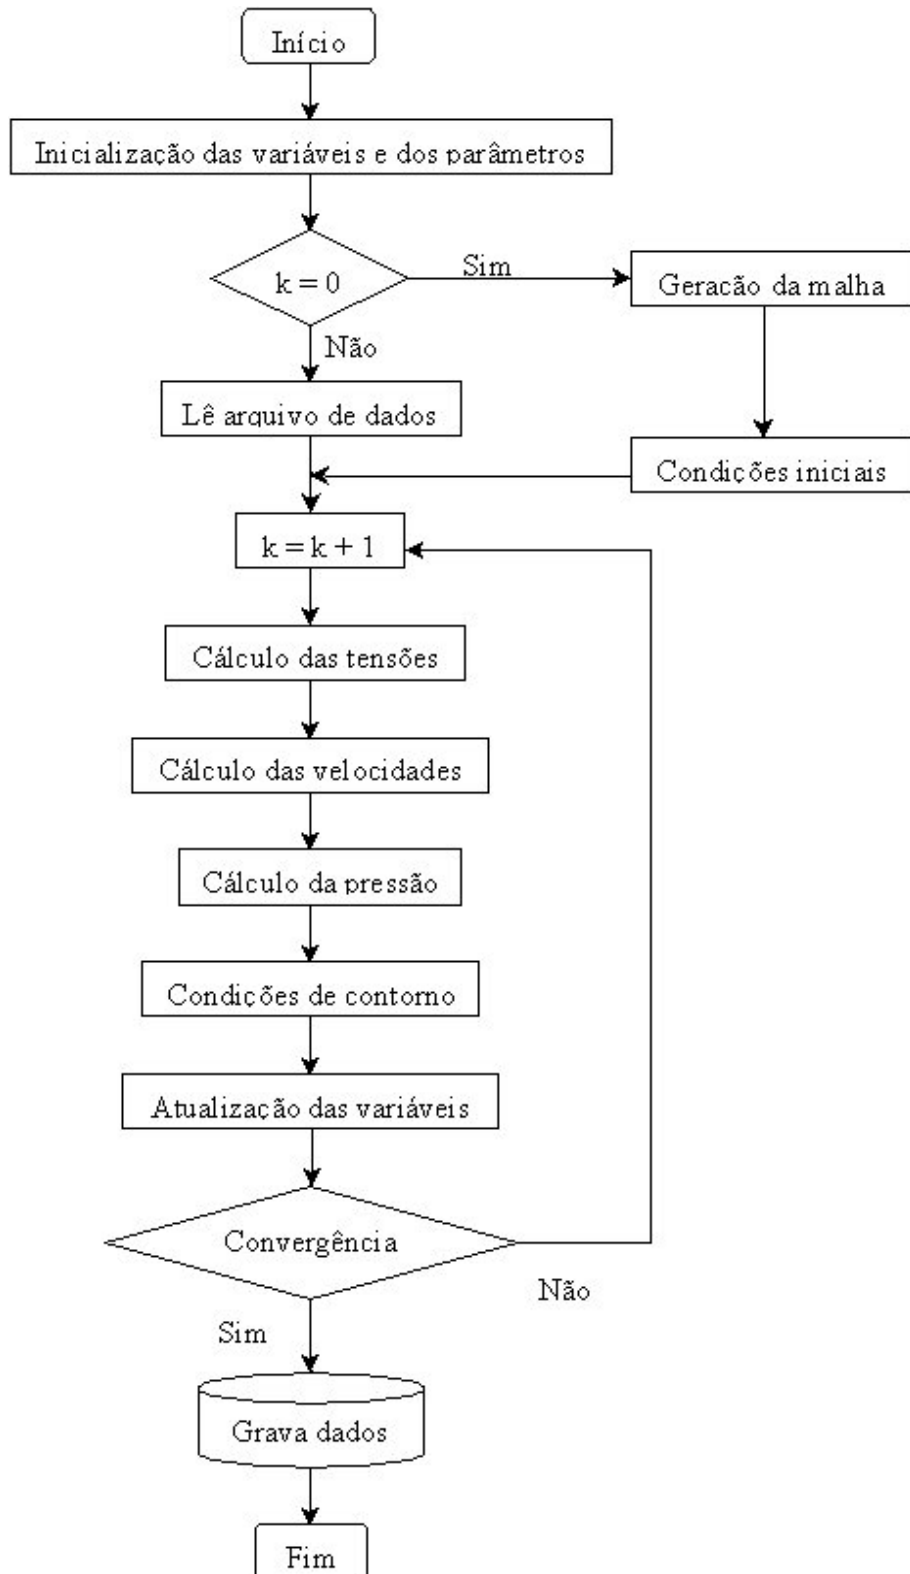 Início
Inicialização das variáveis e dos parâmetros
k = 0
Sim
Geração da malha
Não
Lê arquivo de dados
Condições iniciais
k = k + 1
Cálculo das tensões
Cálculo das velocidades
Cálculo da pressão
Condições de contorno
Atualização das variáveis
Convergência
Não
Sim
Grava dados
Fim